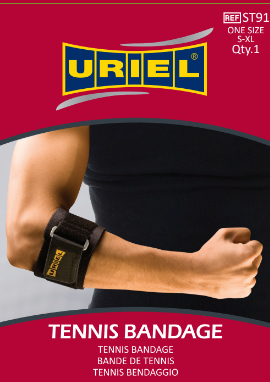 REF ST91
ONE SIZE
S-XL
Qty.1
URIEL®
URIEL
TENNIS BANDAGE
TENNIS BANDAGE
BANDE DE TENNIS
TENNIS BENDAGGIO